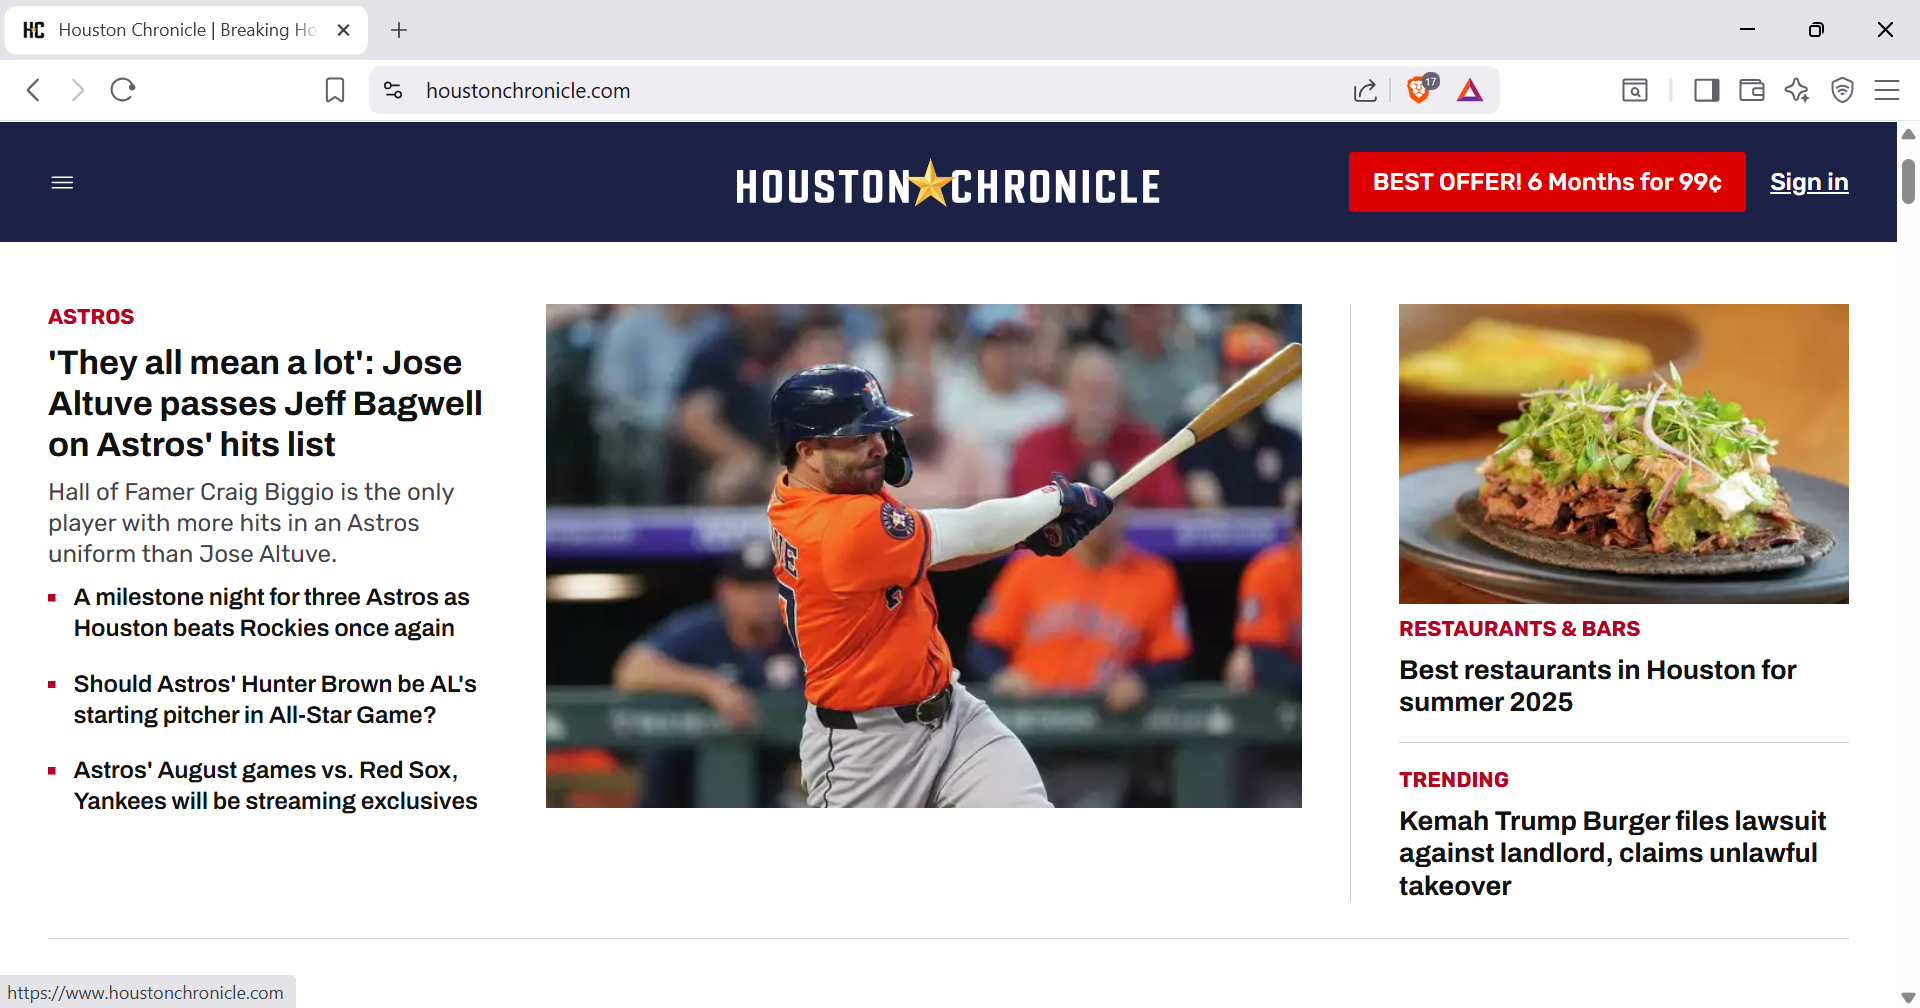 Houston Chronicle | Breaking Ho
houstonchronicle.com
17
HOUSTON CHRONICLE
BEST OFFER! 6 Months for 99¢
Sign in
ASTROS
'They all mean a lot': Jose
Altuve passes Jeff Bagwell
on Astros' hits list
Hall of Famer Craig Biggio is the only
player with more hits in an Astros
uniform than Jose Altuve.
A milestone night for three Astros as
Houston beats Rockies once again
Should Astros' Hunter Brown be AL's
starting pitcher in All-Star Game?
Astros' August games vs. Red Sox,
Yankees will be streaming exclusives
RESTAURANTS & BARS
Best restaurants in Houston for
summer 2025
TRENDING
Kemah Trump Burger files lawsuit
against landlord, claims unlawful
takeover
https://www.houstonchronicle.com